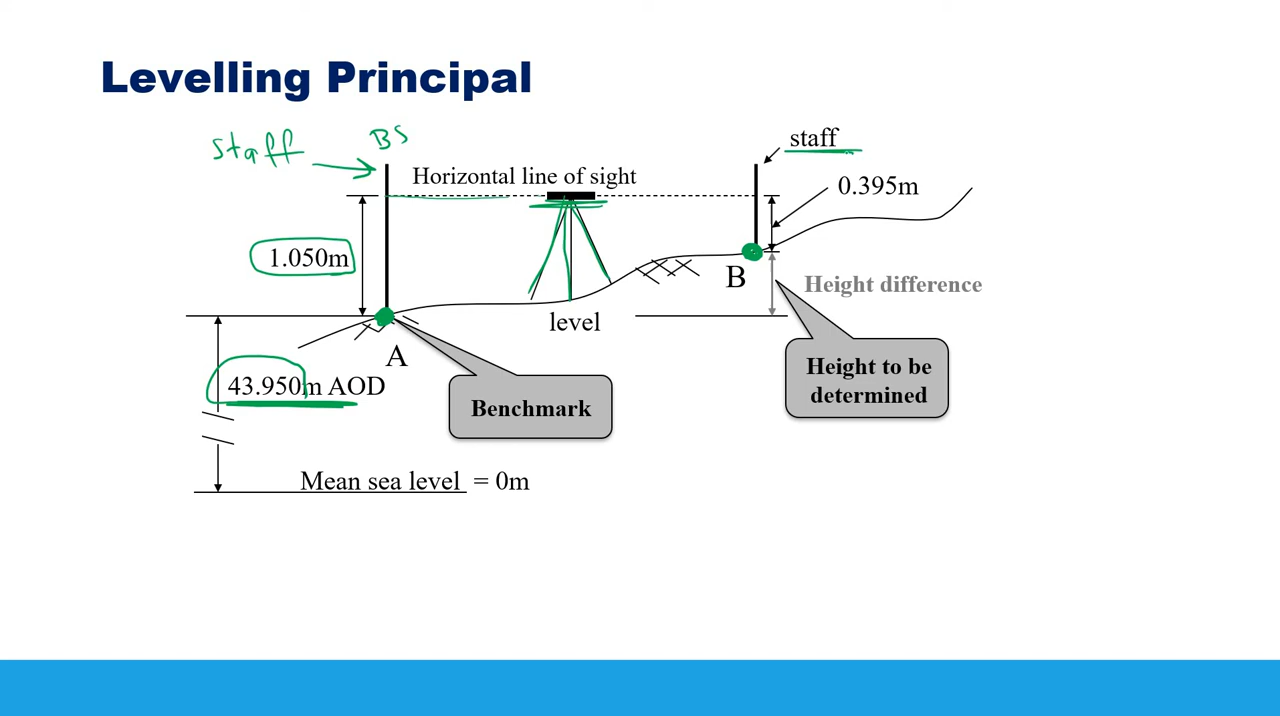 Levelling Principal
staff BS
staff
Horizontal line of sight
0.395m
1.050m
B
Height difference
level
A
Height to be
determined
43.950m AOD
Benchmark
Mean sea level = 0m